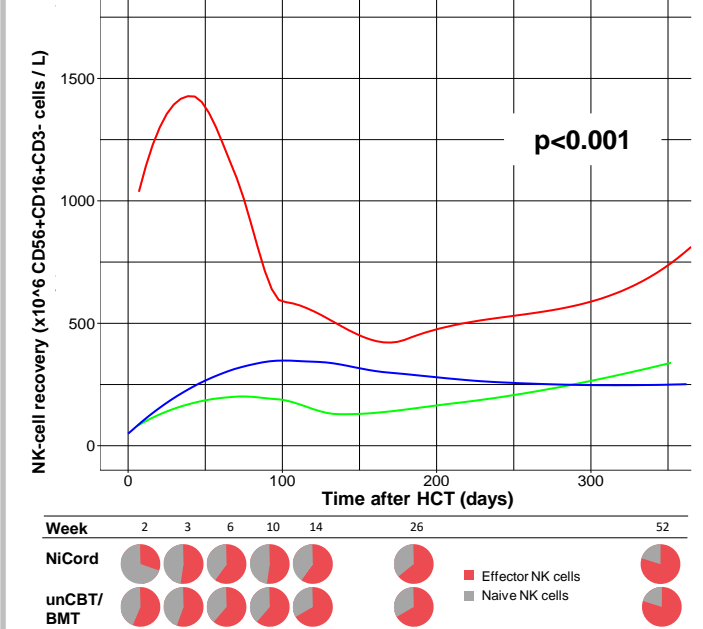 NK-cell recovery (x10^6 CD56+CD16+CD3- cells / L)
1500
p<0.001
1000
500
0
0 100 200 300
Time after HCT (days)
Week 2 3 6 10 14 26 52
NiCord
Effector NK cells
Naive NK cells
unCBT/
BMT